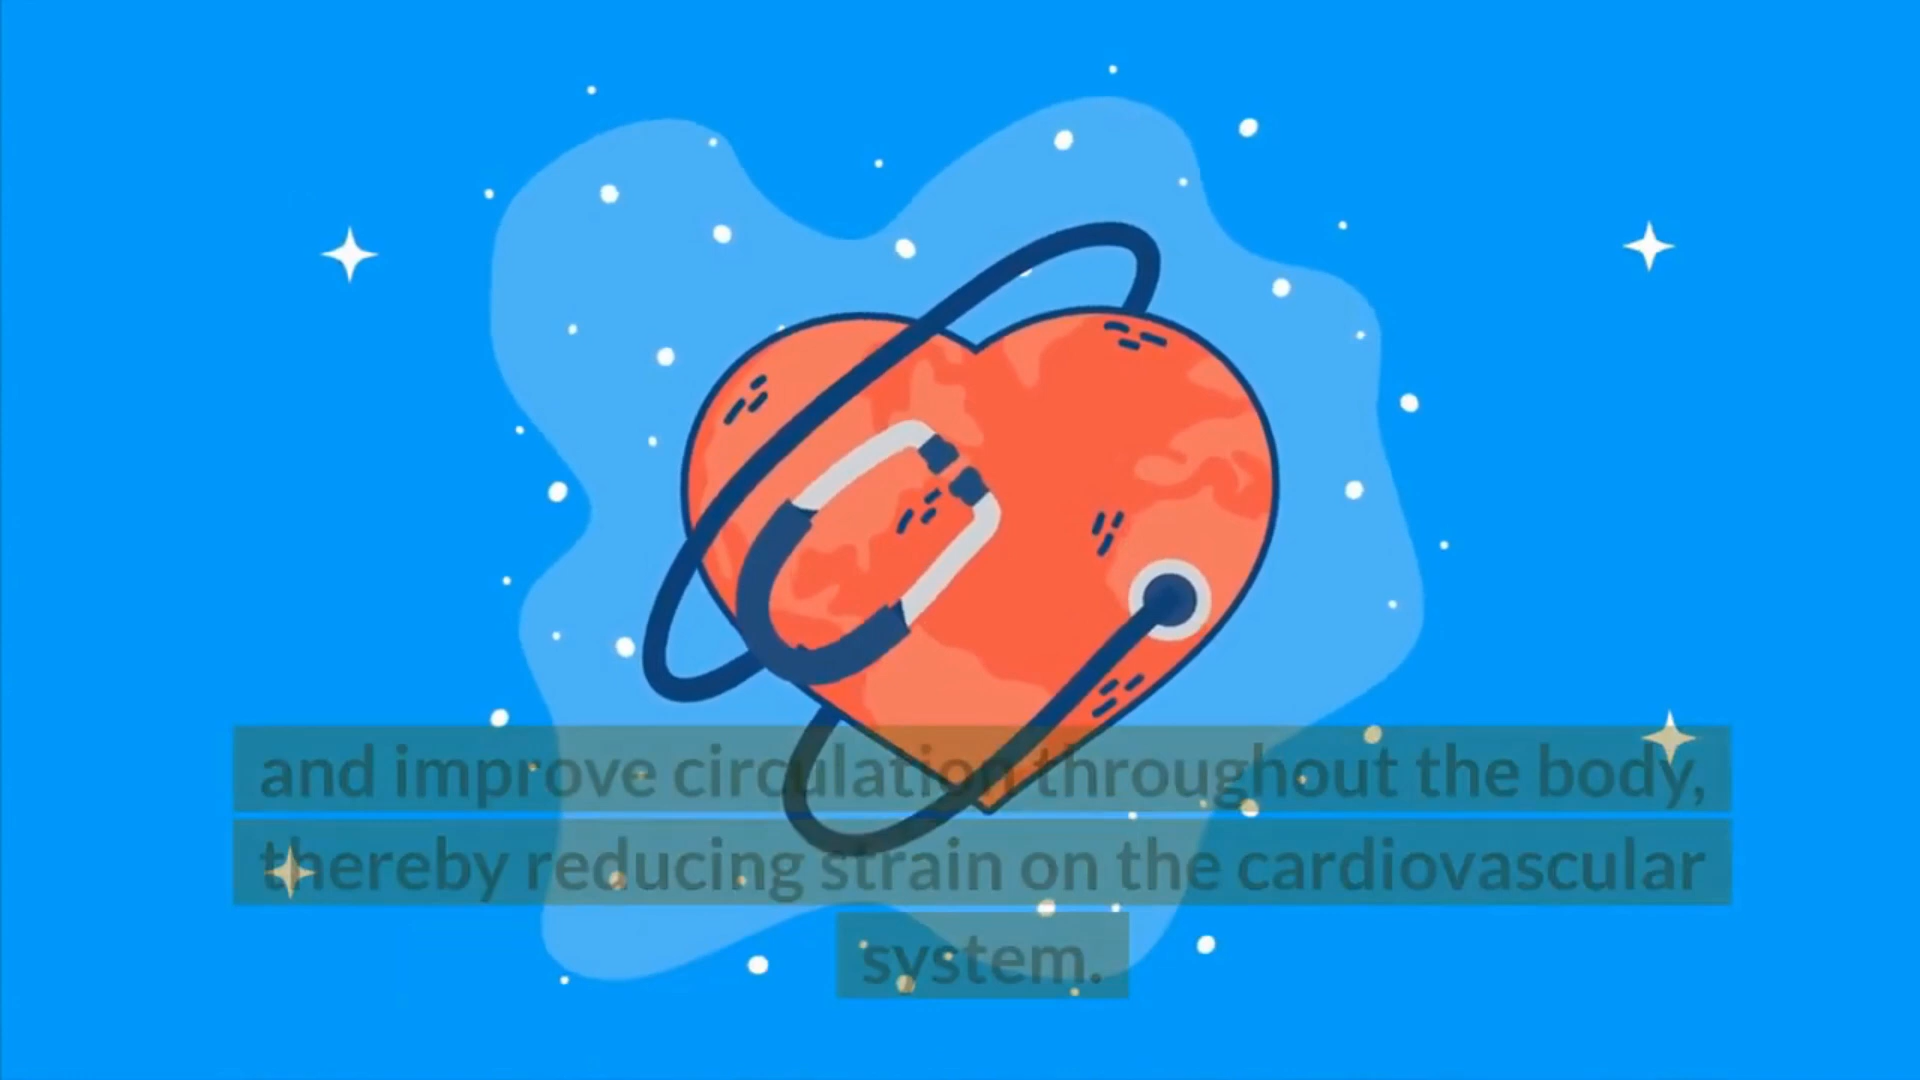 and improve circulation throughout the body,
thereby reducing strain on the cardiovascular
system.